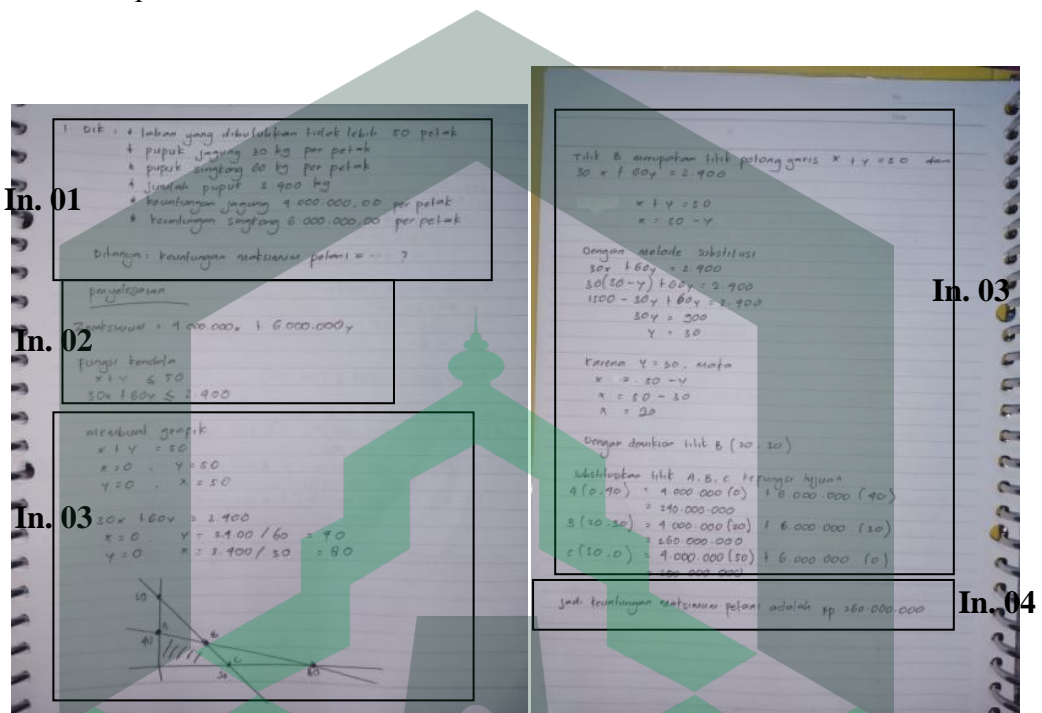 In. 01
1. Dik : * lahan yang dibutuhkan tidak lebih 50 petak
* pupuk jagung 30 kg per petak
* pupuk singkong 60 kg per petak
* jumlah pupuk 2.400 kg
* keuntungan jagung 4.000.000,00 per petak
* keuntungan singkong 6.000.000,00 per petak
Ditanya : keuntungan maksimum petani = .... ?
In. 02
penyelesaian
Zmaksimum = 4.000.000x + 6.000.000y
fungsi kendala
x + y ≤ 50
30x + 60y ≤ 2.400
In. 03
membuat grafik
x + y = 50
x = 0 , y = 50
y = 0 , x = 50
30x + 60y = 2.400
x = 0 , y = 2400 / 60 = 40
y = 0 x = 2.400 / 30 = 80
50
A
40
B
C
50
80
In. 03
Titik B merupakan titik potong garis x + y = 50 dan
30x + 60y = 2.400
x + y = 50
x = 50 - y
Dengan metode substitusi
30x + 60y = 2.400
30(50 - y) + 60y = 2.400
1500 - 30y + 60y = 2.400
30y = 900
y = 30
Karena y = 30, maka
x = 50 - y
x = 50 - 30
x = 20
Dengan demikian titik B (20, 30)
substitusikan titik A, B, C ke fungsi tujuan
A (0,40) = 4.000.000 (0) + 6.000.000 (40)
= 240.000.000
B (20,30) = 4.000.000 (20) + 6.000.000 (30)
= 260.000.000
C (50,0) = 4.000.000 (50) + 6.000.000 (0)
= 200.000.000
In. 04
jadi keuntungan maksimum petani adalah Rp 260.000.000